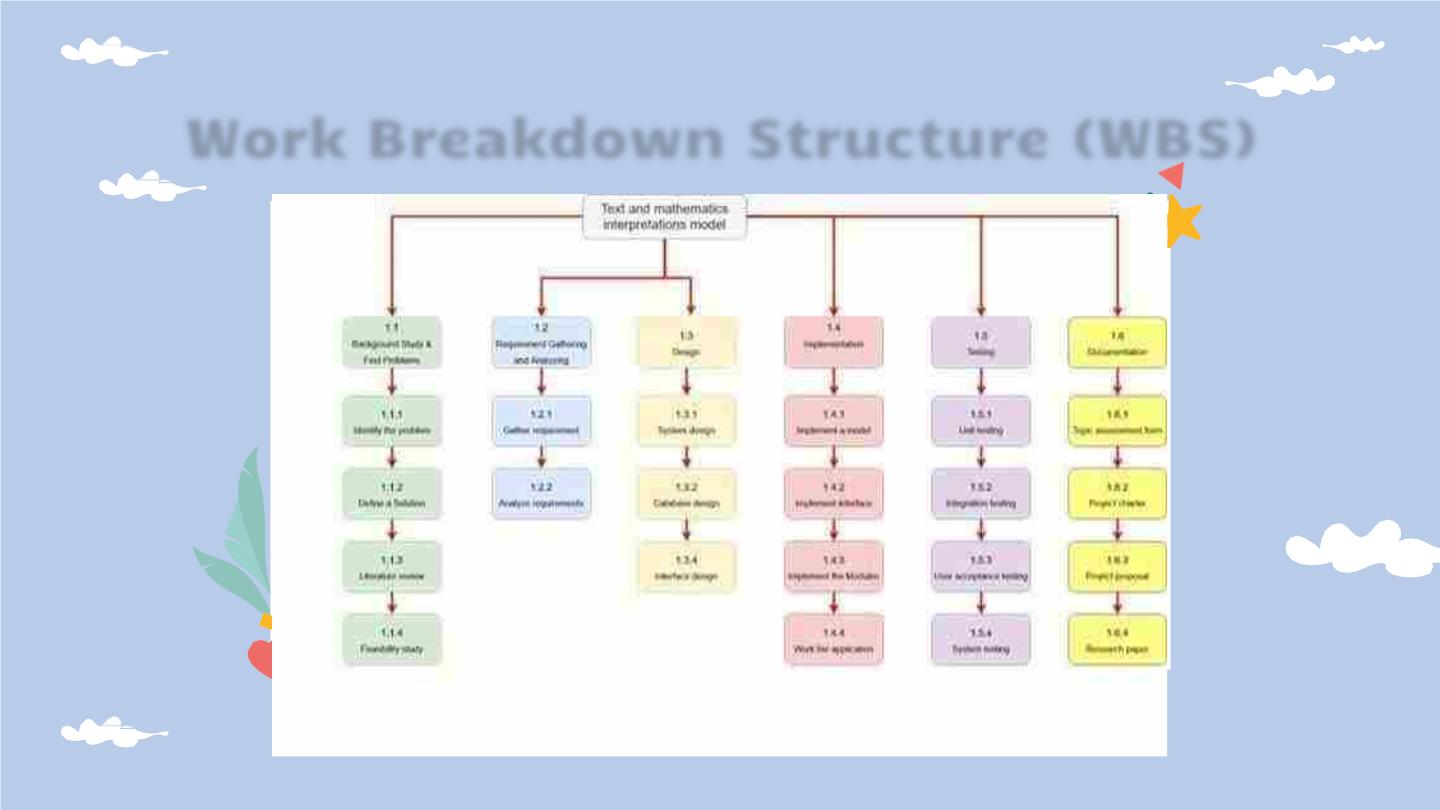 Work Breakdown Structure (WBS)
Text and mathematics
interpretations model
1.1
Background Study &
Find Problems
1.2
Requirement Gathering
and Analyzing
1.3
Design
1.4
Implementation
1.5
Testing
1.6
Documentation
1.1.1
Identify the problem
1.2.1
Gather requirement
1.3.1
System design
1.4.1
Implement a model
1.5.1
Unit testing
1.6.1
Topic assessment form
1.1.2
Define a Solution
1.2.2
Analyze requirements
1.3.2
Database design
1.4.2
Implement interface
1.5.2
Integration testing
1.6.2
Project charter
1.1.3
Literature review
1.3.4
Interface design
1.4.3
Implement the Modules
1.5.3
User acceptance testing
1.6.3
Project proposal
1.1.4
Feasibility study
1.4.4
Work the application
1.5.4
System testing
1.6.4
Research paper